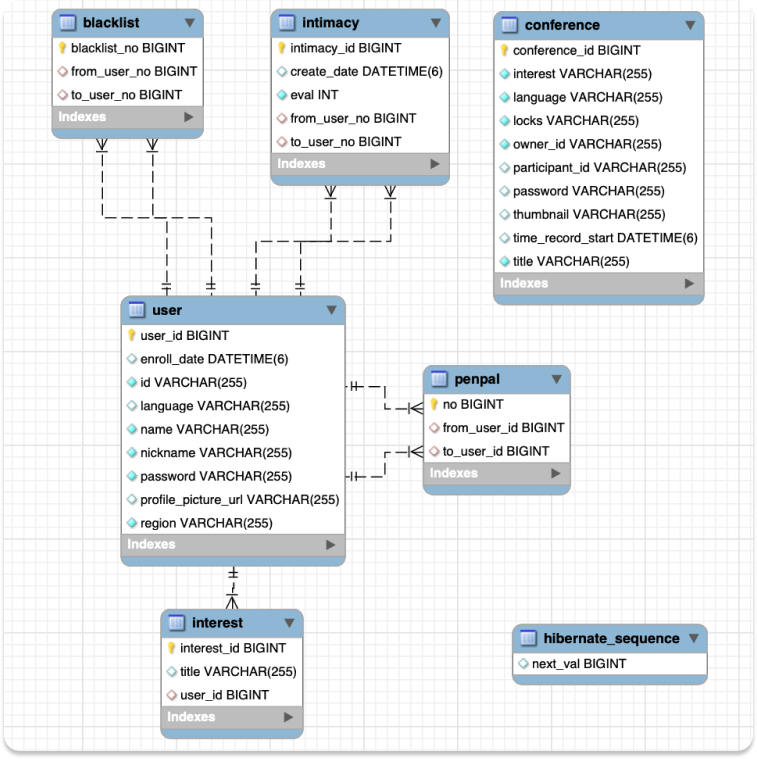 blacklist
blacklist_no BIGINT
from_user_no BIGINT
to_user_no BIGINT
Indexes
intimacy
intimacy_id BIGINT
create_date DATETIME(6)
eval INT
from_user_no BIGINT
to_user_no BIGINT
Indexes
conference
conference_id BIGINT
interest VARCHAR(255)
language VARCHAR(255)
locks VARCHAR(255)
owner_id VARCHAR(255)
participant_id VARCHAR(255)
password VARCHAR(255)
thumbnail VARCHAR(255)
time_record_start DATETIME(6)
title VARCHAR(255)
Indexes
user
user_id BIGINT
enroll_date DATETIME(6)
id VARCHAR(255)
language VARCHAR(255)
name VARCHAR(255)
nickname VARCHAR(255)
password VARCHAR(255)
profile_picture_url VARCHAR(255)
region VARCHAR(255)
Indexes
penpal
no BIGINT
from_user_id BIGINT
to_user_id BIGINT
Indexes
interest
interest_id BIGINT
title VARCHAR(255)
user_id BIGINT
Indexes
hibernate_sequence
next_val BIGINT